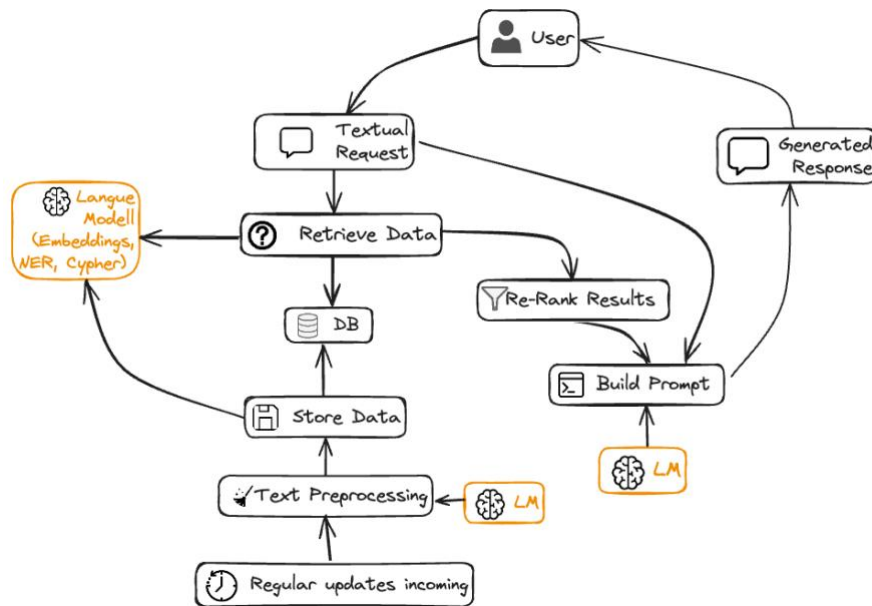 User
Textual
Request
Generated
Response
Langue
Modell
(Embeddings,
NER, Cypher)
Retrieve Data
Re-Rank Results
DB
Build Prompt
Store Data
LM
Text Preprocessing
LM
Regular updates incoming